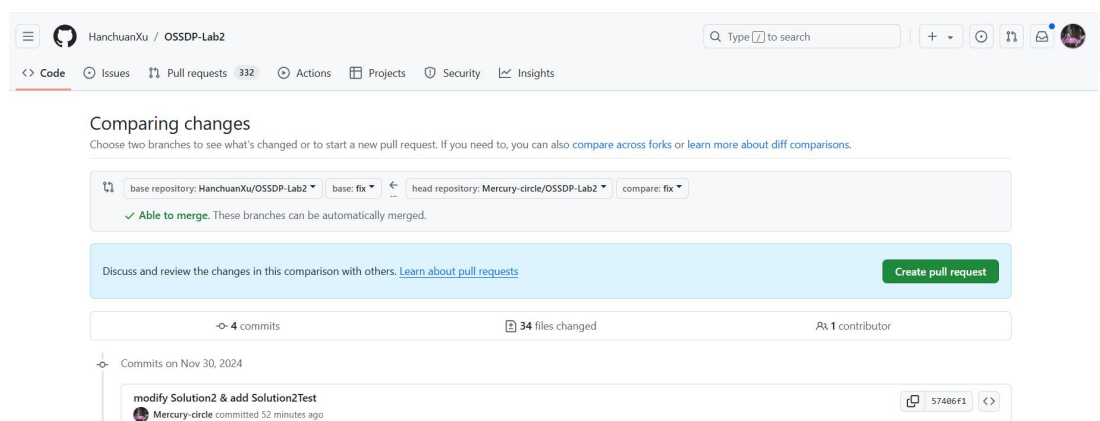 HanchuanXu / OSSDP-Lab2
Type / to search
<> Code Issues Pull requests 332 Actions Projects Security Insights
Comparing changes
Choose two branches to see what's changed or to start a new pull request. If you need to, you can also compare across forks or learn more about diff comparisons.
base repository: HanchuanXu/OSSDP-Lab2 base: fix ← ... head repository: Mercury-circle/OSSDP-Lab2 compare: fix
✓ Able to merge. These branches can be automatically merged.
Discuss and review the changes in this comparison with others. Learn about pull requests
Create pull request
4 commits
34 files changed
1 contributor
Commits on Nov 30, 2024
modify Solution2 & add Solution2Test
57406f1 <>
Mercury-circle committed 52 minutes ago